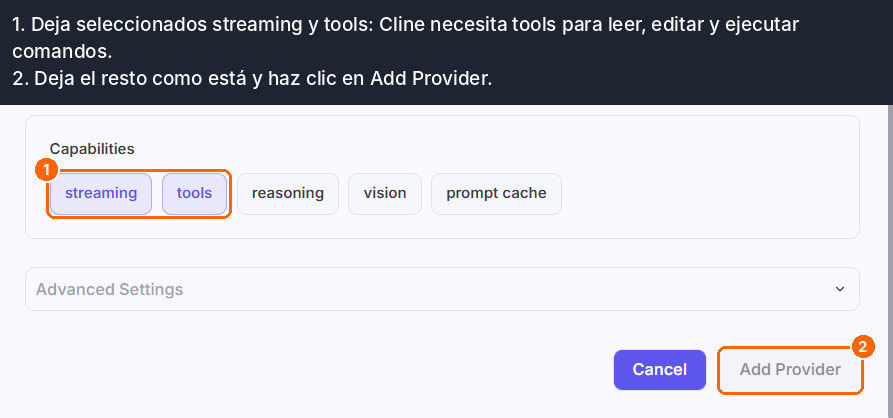 1. Deja seleccionados streaming y tools: Cline necesita tools para leer, editar y ejecutar
comandos.
2. Deja el resto como está y haz clic en Add Provider.
Capabilities
1
streaming tools reasoning vision prompt cache
Advanced Settings
2
Cancel Add Provider